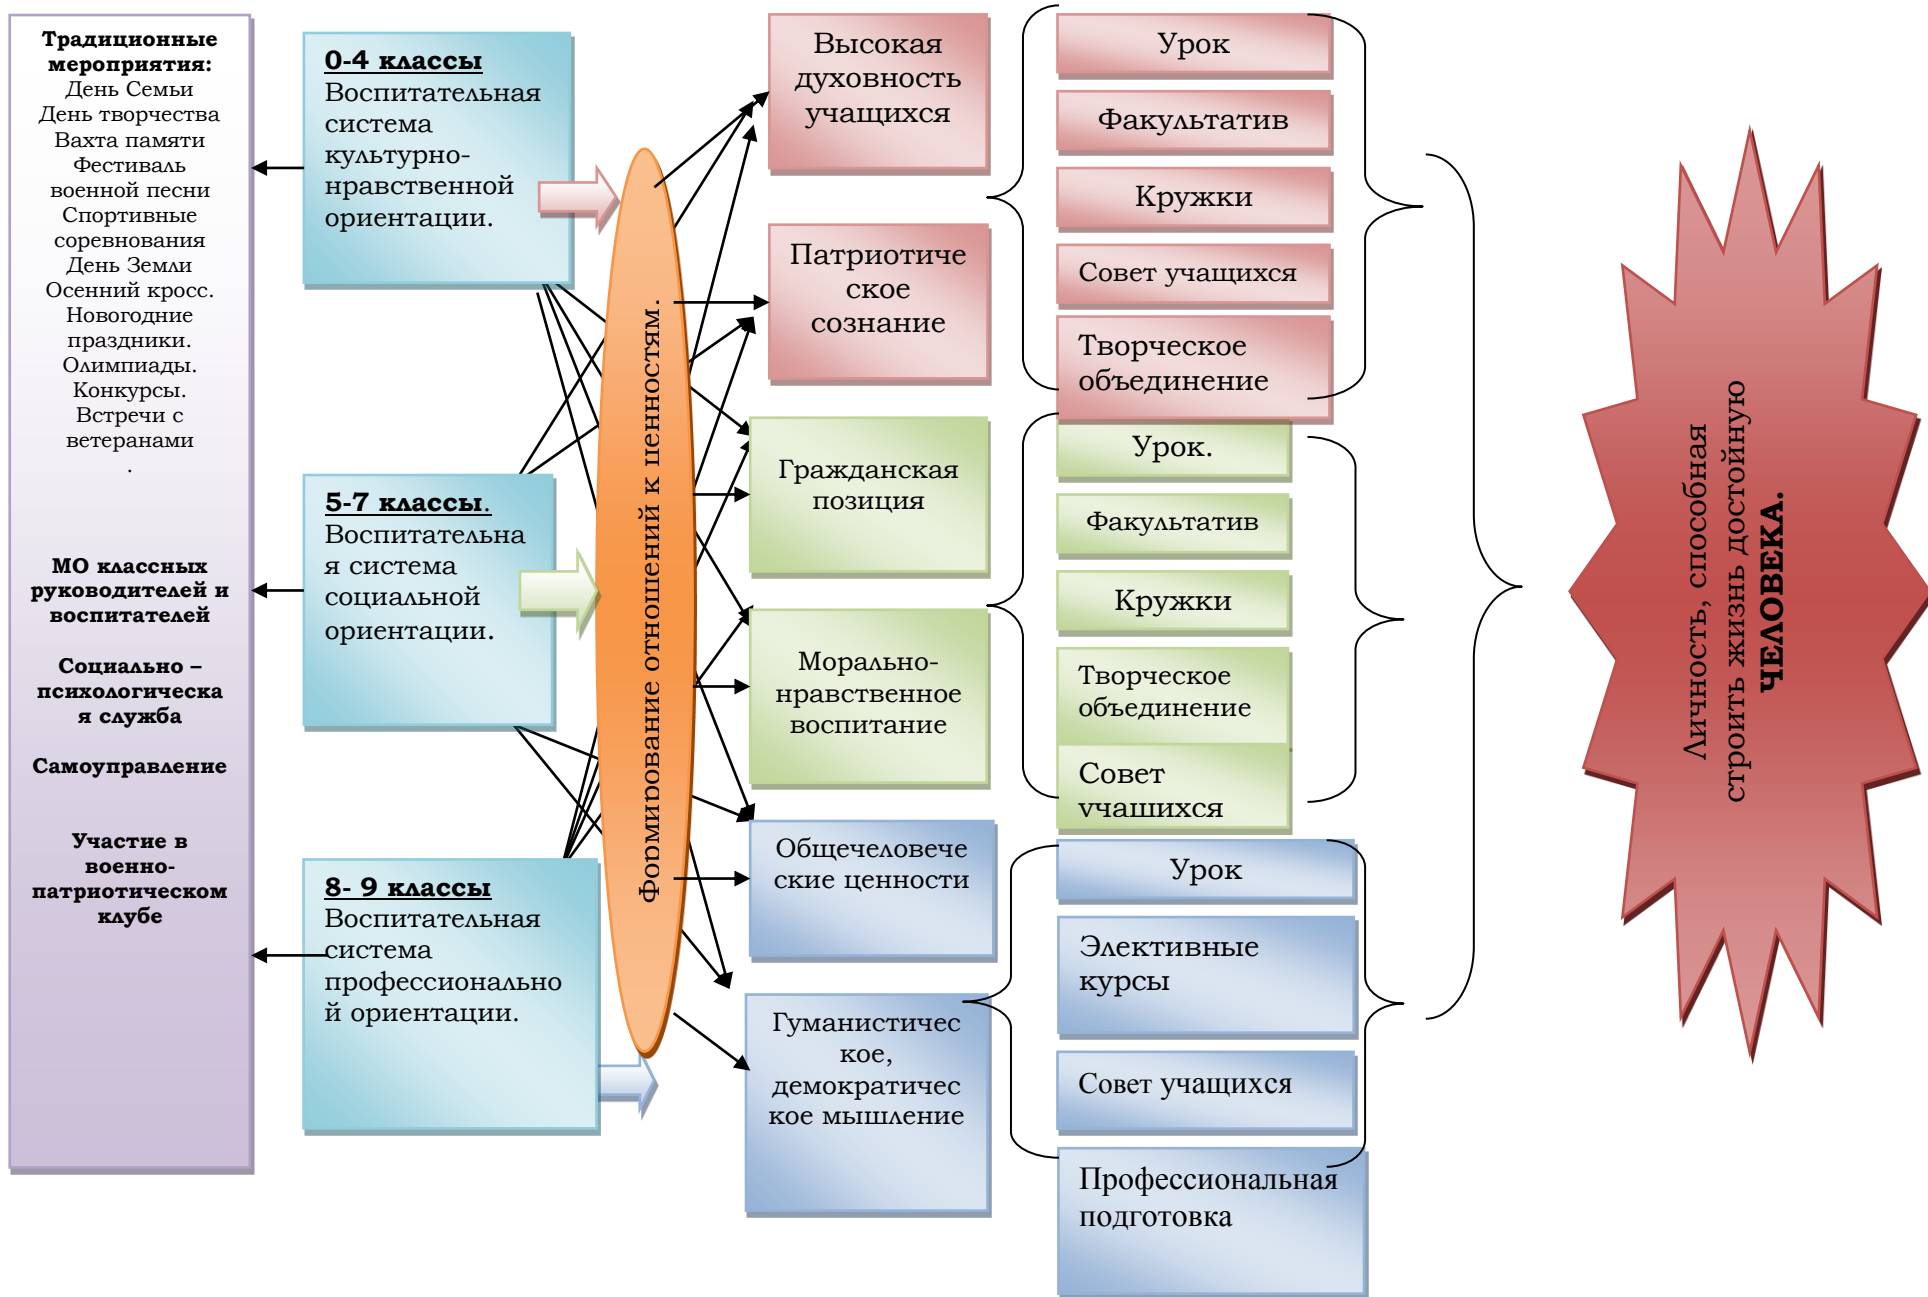 Традиционные
мероприятия:
День Семьи
День творчества
Вахта памяти
Фестиваль
военной песни
Спортивные
соревнования
День Земли
Осенний кросс.
Новогодние
праздники.
Олимпиады.
Конкурсы.
Встречи с
ветеранами
.
МО классных
руководителей и
воспитателей
Социально –
психологическа
я служба
Самоуправление
Участие в
военно-
патриотическом
клубе
0-4 классы
Воспитательная
система
культурно-
нравственной
ориентации.
5-7 классы.
Воспитательна
я система
социальной
ориентации.
8- 9 классы
Воспитательная
система
профессионально
й ориентации.
Формирование отношений к ценностям.
Высокая
духовность
учащихся
Патриотиче
ское
сознание
Гражданская
позиция
Морально-
нравственное
воспитание
Общечеловече
ские ценности
Гуманистичес
кое,
демократичес
кое мышление
Урок
Факультатив
Кружки
Совет учащихся
Творческое
объединение
Урок.
Факультатив
Кружки
Творческое
объединение
Совет
учашихся
Урок
Элективные
курсы
Совет учащихся
Профессиональная
подготовка
Личность, способная
строить жизнь достойную
ЧЕЛОВЕКА.